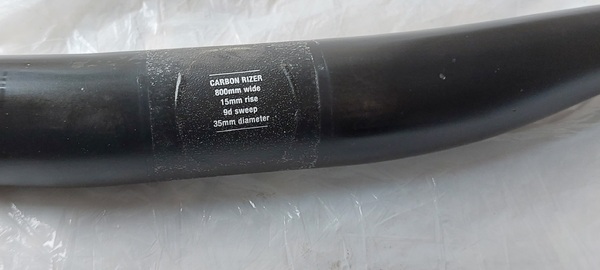 CARBON RIZER
800mm wide
15mm rise
9d sweep
35mm diameter